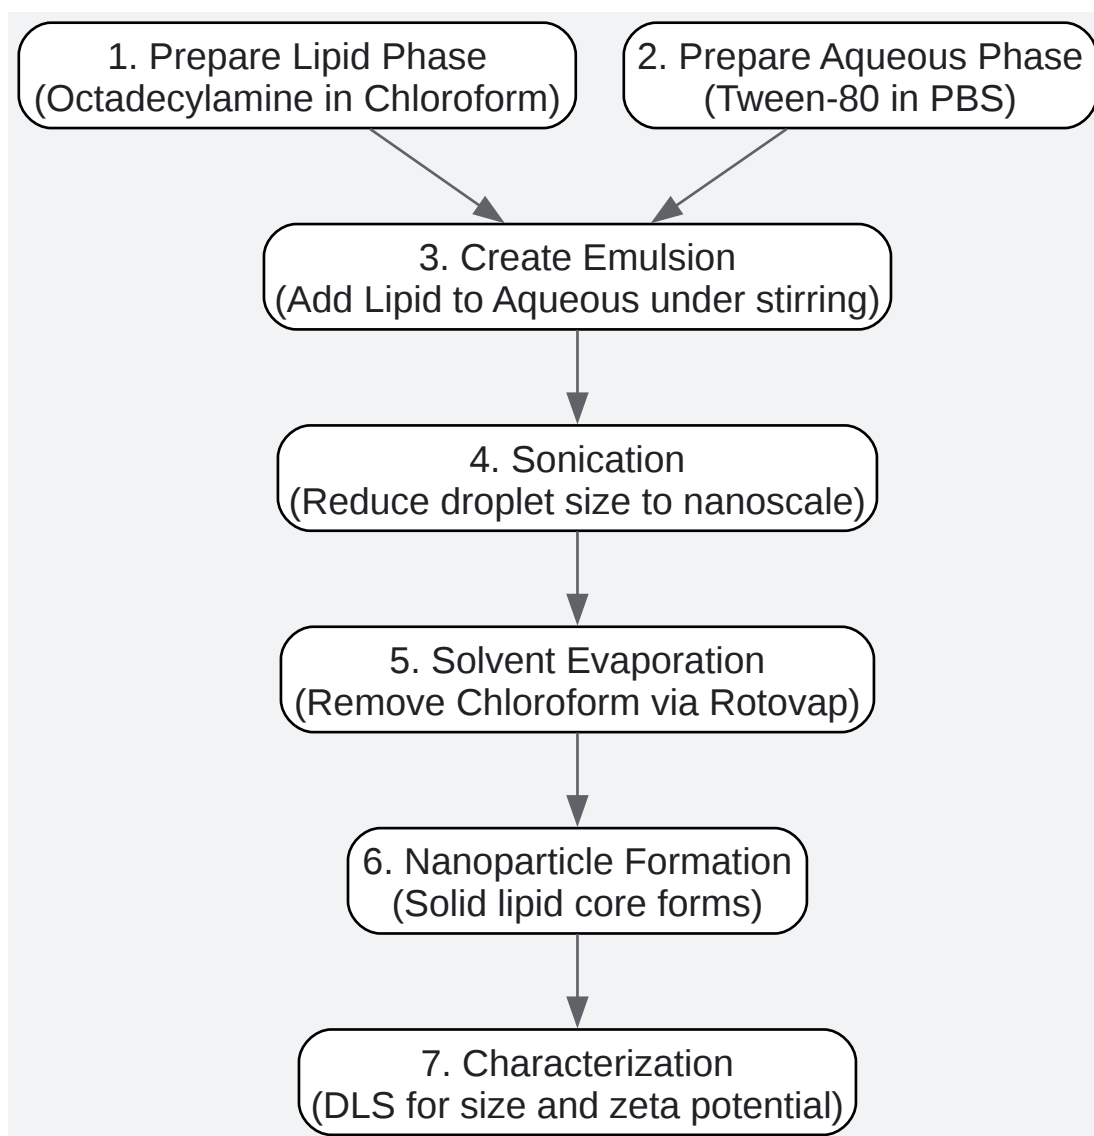 1. Prepare Lipid Phase
(Octadecylamine in Chloroform)
2. Prepare Aqueous Phase
(Tween-80 in PBS)
3. Create Emulsion
(Add Lipid to Aqueous under stirring)
4. Sonication
(Reduce droplet size to nanoscale)
5. Solvent Evaporation
(Remove Chloroform via Rotovap)
6. Nanoparticle Formation
(Solid lipid core forms)
7. Characterization
(DLS for size and zeta potential)